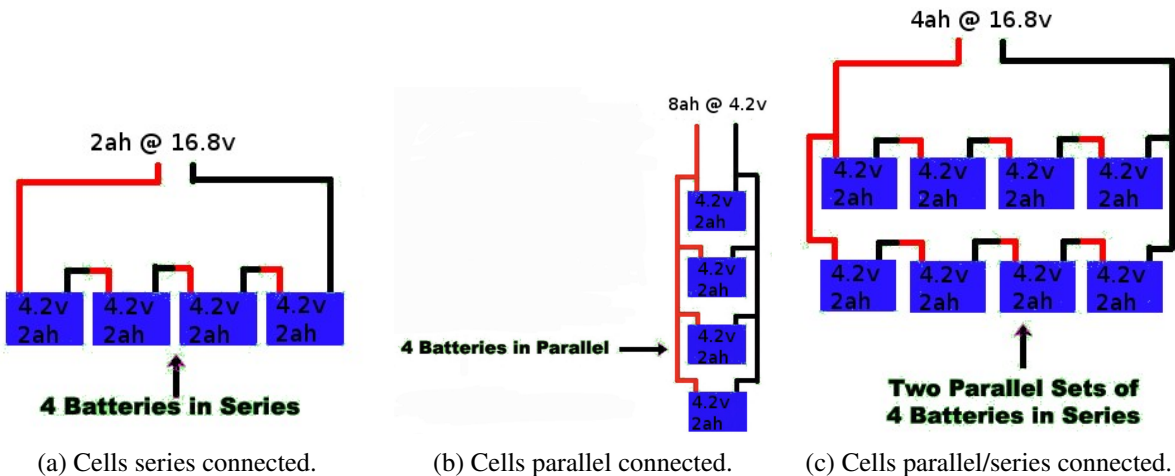 2ah @ 16.8v
4.2v
2ah
4.2v
2ah
4.2v
2ah
4.2v
2ah
4 Batteries in Series
(a) Cells series connected.
8ah @ 4.2v
4.2v
2ah
4.2v
2ah
4.2v
2ah
4.2v
2ah
4 Batteries in Parallel
(b) Cells parallel connected.
4ah @ 16.8v
4.2v
2ah
4.2v
2ah
4.2v
2ah
4.2v
2ah
4.2v
2ah
4.2v
2ah
4.2v
2ah
4.2v
2ah
Two Parallel Sets of
4 Batteries in Series
(c) Cells parallel/series connected.